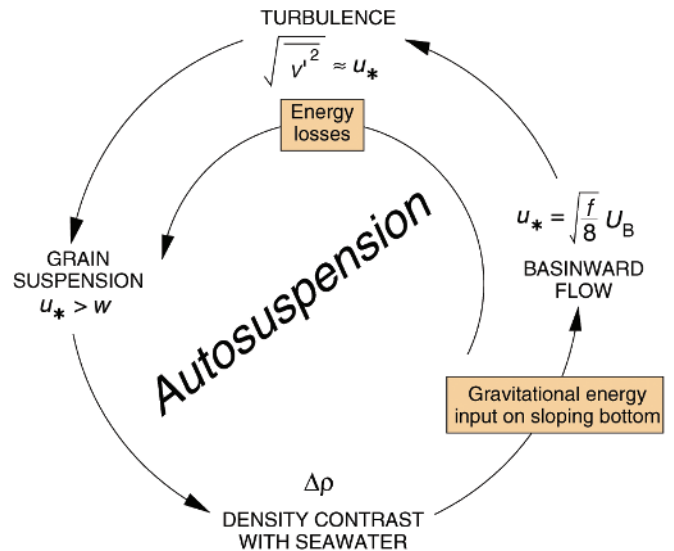 TURBULENCE
√v'² ≈ u*
Energy
losses
Autosuspension
u* = √f/8 U_B
BASINWARD
FLOW
GRAIN
SUSPENSION
u* > w
Gravitational energy
input on sloping bottom
Δρ
DENSITY CONTRAST
WITH SEAWATER